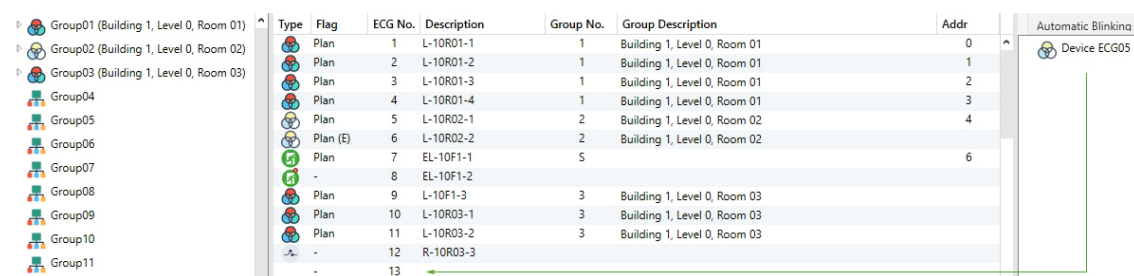 Group01 (Building 1, Level 0, Room 01)
Group02 (Building 1, Level 0, Room 02)
Group03 (Building 1, Level 0, Room 03)
Group04
Group05
Group06
Group07
Group08
Group09
Group10
Group11
Type Flag ECG No. Description Group No. Group Description Addr
Plan 1 L-10R01-1 1 Building 1, Level 0, Room 01 0
Plan 2 L-10R01-2 1 Building 1, Level 0, Room 01 1
Plan 3 L-10R01-3 1 Building 1, Level 0, Room 01 2
Plan 4 L-10R01-4 1 Building 1, Level 0, Room 01 3
Plan 5 L-10R02-1 2 Building 1, Level 0, Room 02 4
Plan (E) 6 L-10R02-2 2 Building 1, Level 0, Room 02
Plan 7 EL-10F1-1 S 6
- 8 EL-10F1-2
Plan 9 L-10F1-3 3 Building 1, Level 0, Room 03
Plan 10 L-10R03-1 3 Building 1, Level 0, Room 03
Plan 11 L-10R03-2 3 Building 1, Level 0, Room 03
- 12 R-10R03-3
- 13
Automatic Blinking
Device ECG05